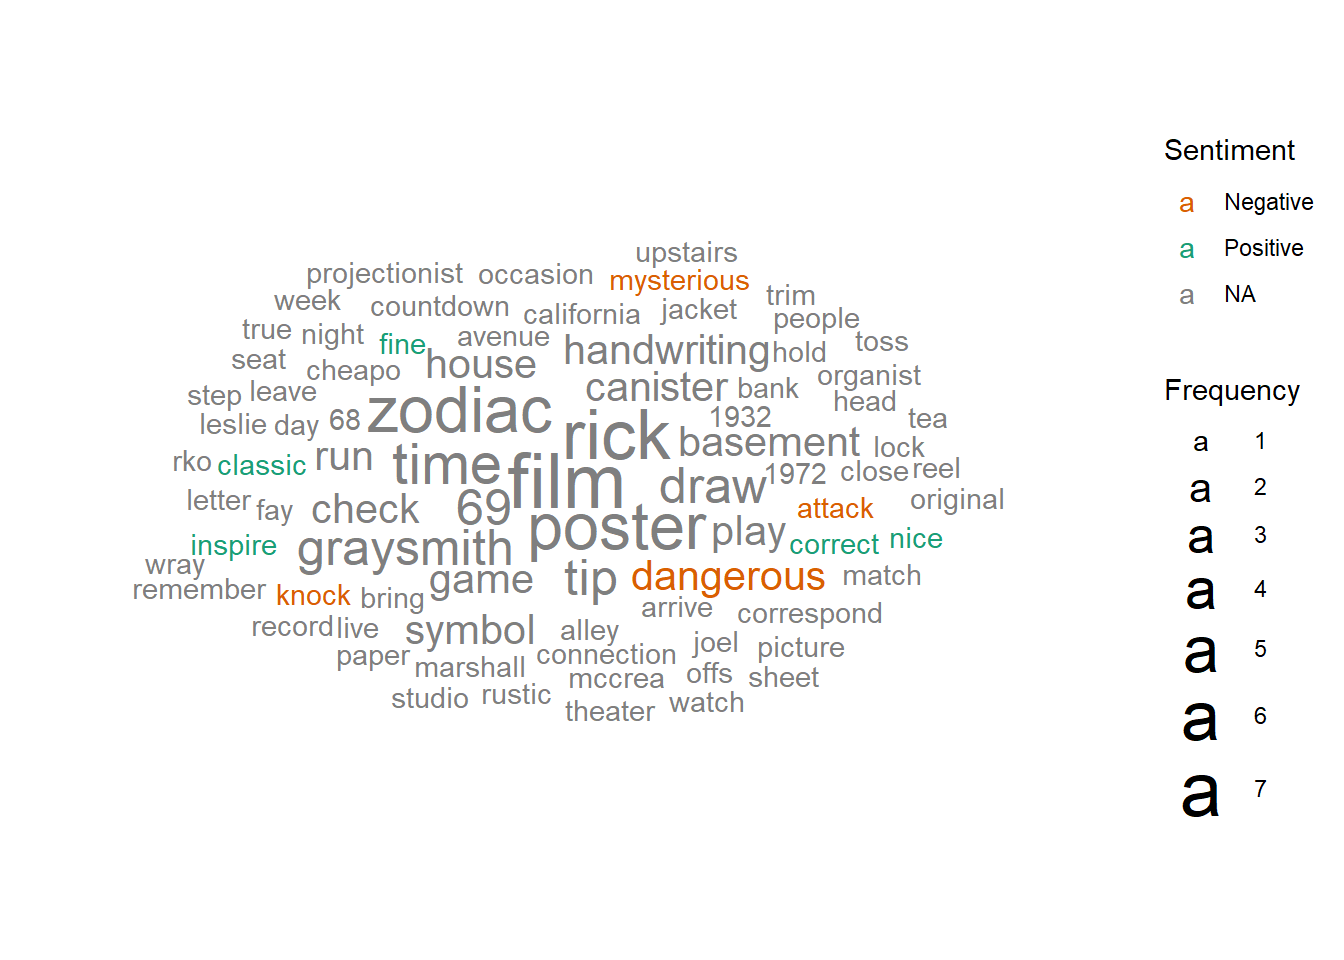 upstairs
projectionist occasion mysterious
week countdown california jacket trim
people
true night fine avenue handwriting hold toss
seat cheapo house canister bank organist
step leave zodiac 1932 head
leslie day 68 rick basement lock tea
rko classic run time film draw 1972 close reel
letter fay check 69 poster play attack original
inspire graysmith correct nice
wray game tip dangerous match
remember knock bring arrive correspond
record live symbol alley joel picture
paper marshall connection mccrea offs sheet
studio rustic theater watch
Sentiment
a Negative
a Positive
a NA
Frequency
a 1
a 2
a 3
a 4
a 5
a 6
a 7